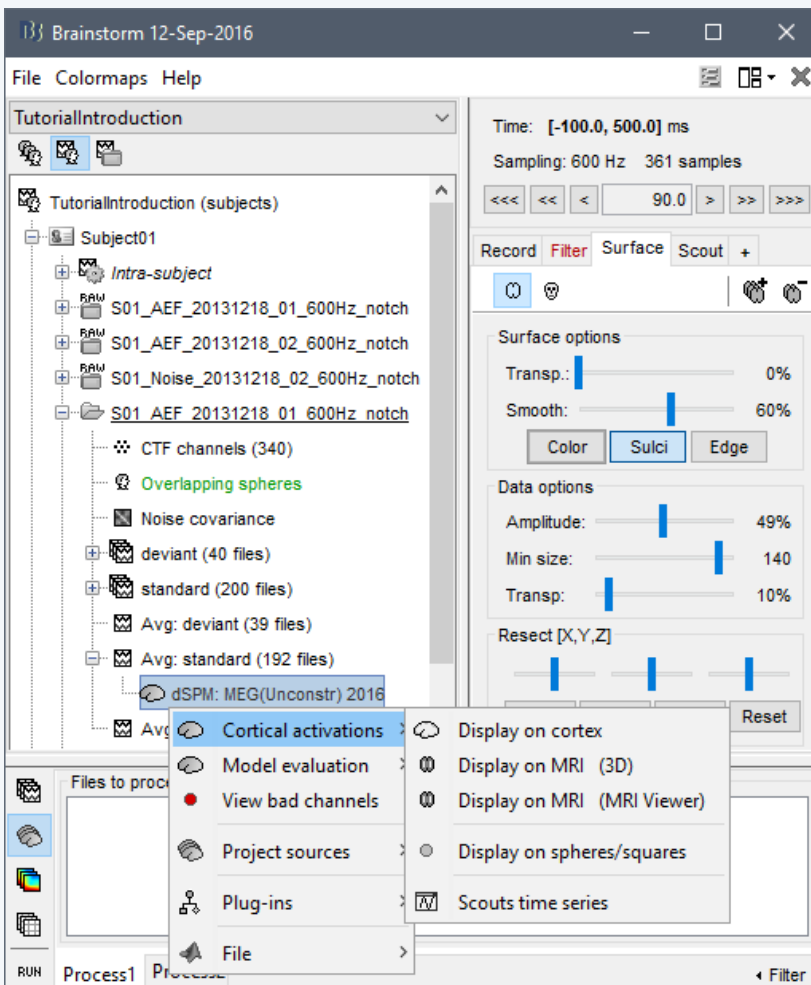 Brainstorm 12-Sep-2016
File Colormaps Help
TutorialIntroduction
TutorialIntroduction (subjects)
Subject01
Intra-subject
RAW S01_AEF_20131218_01_600Hz_notch
RAW S01_AEF_20131218_02_600Hz_notch
RAW S01_Noise_20131218_02_600Hz_notch
S01_AEF_20131218_01_600Hz_notch
CTF channels (340)
Overlapping spheres
Noise covariance
deviant (40 files)
standard (200 files)
Avg: deviant (39 files)
Avg: standard (192 files)
dSPM: MEG(Unconstr) 2016
Time: [-100.0, 500.0] ms
Sampling: 600 Hz 361 samples
<<< << < 90.0 > >> >>>
Record Filter Surface Scout +
Surface options
Transp.: 0%
Smooth: 60%
Color Sulci Edge
Data options
Amplitude: 49%
Min size: 140
Transp: 10%
Resect [X,Y,Z]
Reset
Cortical activations
Model evaluation
View bad channels
Project sources
Plug-ins
File
Display on cortex
Display on MRI (3D)
Display on MRI (MRI Viewer)
Display on spheres/squares
Scouts time series
Files to
RUN Process1
Filter